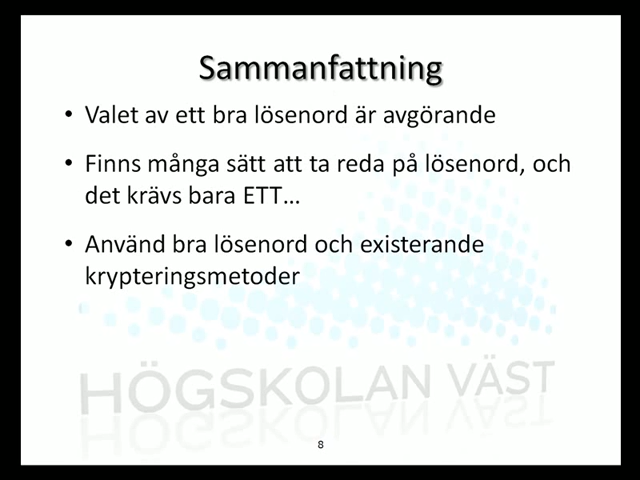 Sammanfattning
• Valet av ett bra lösenord är avgörande
• Finns många sätt att ta reda på lösenord, och
det krävs bara ETT...
• Använd bra lösenord och existerande
krypteringsmetoder
HÖGSKOLAN VÄST
8